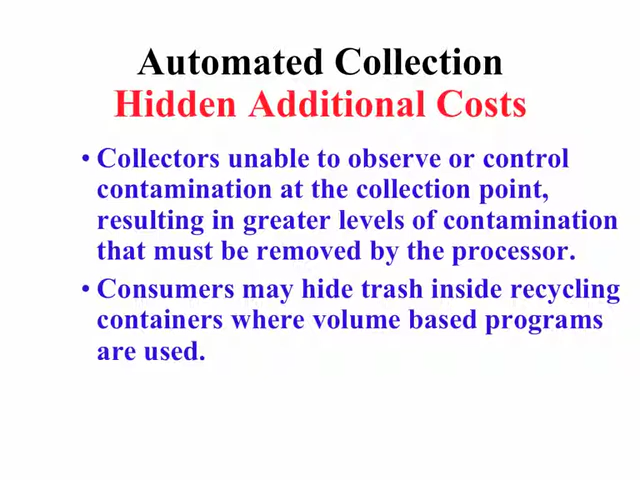 Automated Collection
Hidden Additional Costs
• Collectors unable to observe or control
contamination at the collection point,
resulting in greater levels of contamination
that must be removed by the processor.
• Consumers may hide trash inside recycling
containers where volume based programs
are used.